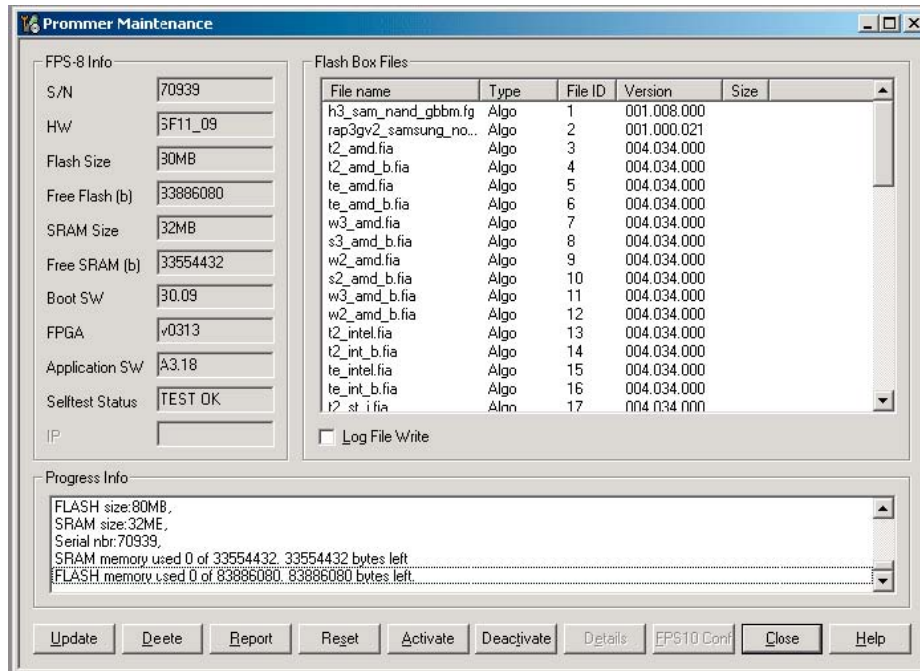 Prommer Maintenance
FPS-8 Info
S/N 70939
HW SF11_09
Flash Size 80MB
Free Flash (b) 83886080
SRAM Size 32MB
Free SRAM (b) 33554432
Boot SW 30.09
FPGA v0313
Application SW A3.18
Selftest Status TEST OK
IP
Flash Box Files
File name Type File ID Version Size
h3_sam_nand_gbbm.fg Algo 1 001.008.000
rap3gv2_samsung_no... Algo 2 001.000.021
t2_amd.fia Algo 3 004.034.000
t2_amd_b.fia Algo 4 004.034.000
te_amd.fia Algo 5 004.034.000
te_amd_b.fia Algo 6 004.034.000
w3_amd.fia Algo 7 004.034.000
s3_amd_b.fia Algo 8 004.034.000
w2_amd.fia Algo 9 004.034.000
s2_amd_b.fia Algo 10 004.034.000
w3_amd_b.fia Algo 11 004.034.000
w2_amd_b.fia Algo 12 004.034.000
t2_intel.fia Algo 13 004.034.000
t2_int_b.fia Algo 14 004.034.000
te_intel.fia Algo 15 004.034.000
te_int_b.fia Algo 16 004.034.000
t2_st_i.fia Algo 17 004.034.000
Log File Write
Progress Info
FLASH size:80MB,
SRAM size:32ME,
Serial nbr:70939,
SRAM memory used 0 of 33554432. 33554432 bytes left
FLASH memory used 0 of 83886080. 83886080 bytes left.
Update Deete Report Reset Activate Deactivate Details FPS10 Conf Close Help